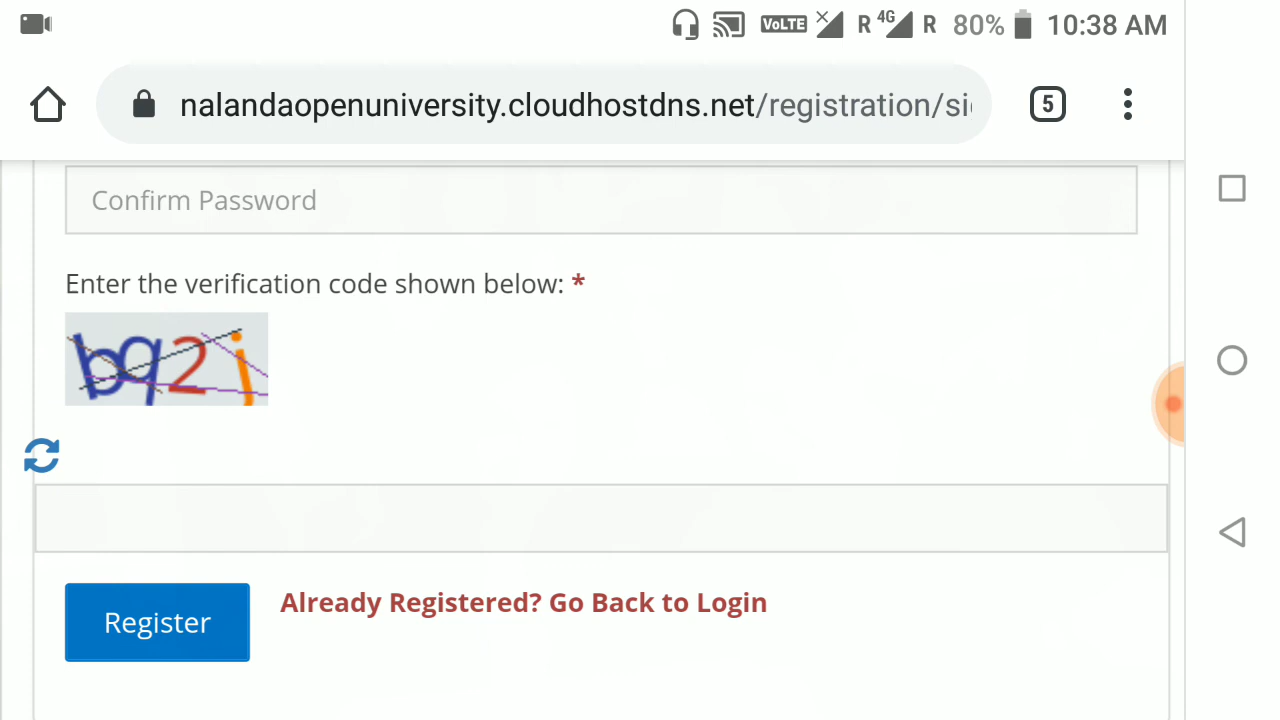 VoLTE R 4G R 80% 10:38 AM
nalandaopenuniversity.cloudhostdns.net/registration/si
5
Confirm Password
Enter the verification code shown below: *
Register
Already Registered? Go Back to Login